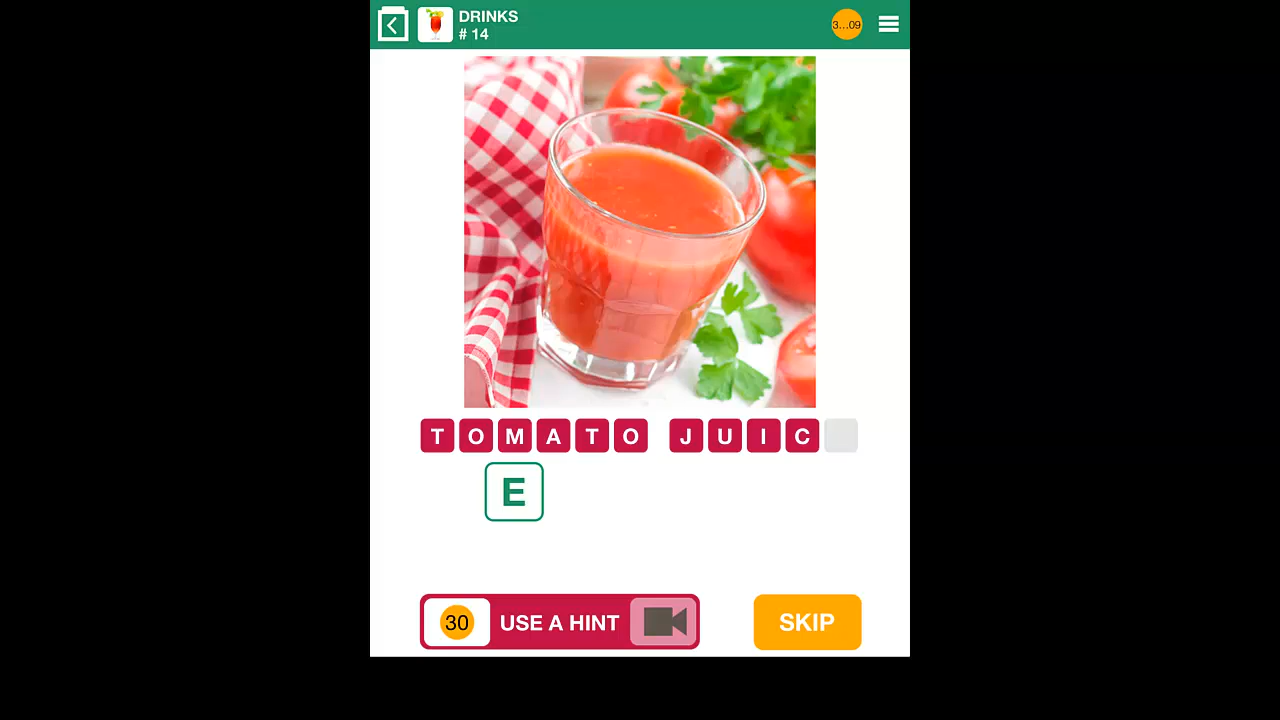 DRINKS
# 14
3...09
TOMATO JUIC
E
30 USE A HINT
SKIP